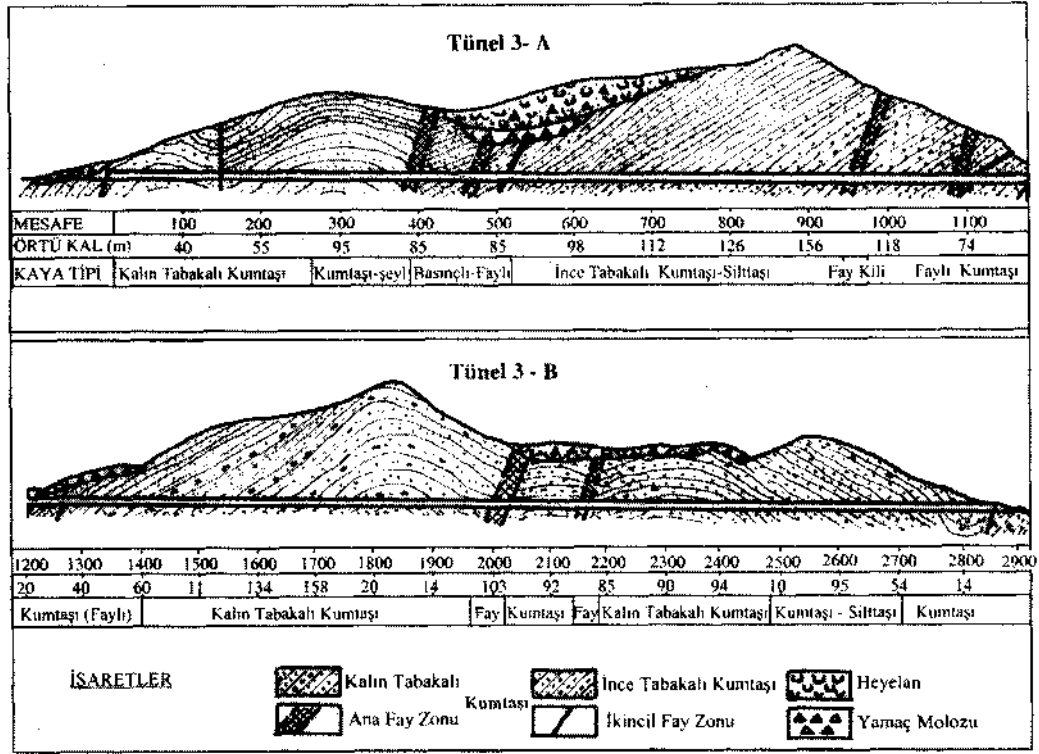 Tünel 3- A
MESAFE 100 200 300 400 500 600 700 800 900 1000 1100
ÖRTÜ KAL (m) 40 55 95 85 85 98 112 126 156 118 74
KAYA TİPİ Kalın Tabakalı Kumtaşı Kumtaşı-şeyl Basınçlı-Faylı İnce Tabakalı Kumtaşı-Silttaşı Fay Kili Faylı Kumtaşı
Tünel 3 - B
1200 1300 1400 1500 1600 1700 1800 1900 2000 2100 2200 2300 2400 2500 2600 2700 2800 2900
20 40 60 11 134 158 20 14 103 92 85 90 94 10 95 54 14
Kumtaşı (Faylı) Kalın Tabakalı Kumtaşı Fay Kumtaşı Fay Kalın Tabakalı Kumtaşı Kumtaşı - Silttaşı Kumtaşı
İŞARETLER
Kalın Tabakalı Kumtaşı İnce Tabakalı Kumtaşı Heyelan
Ana Fay Zonu İkincil Fay Zonu Yamaç Molozu